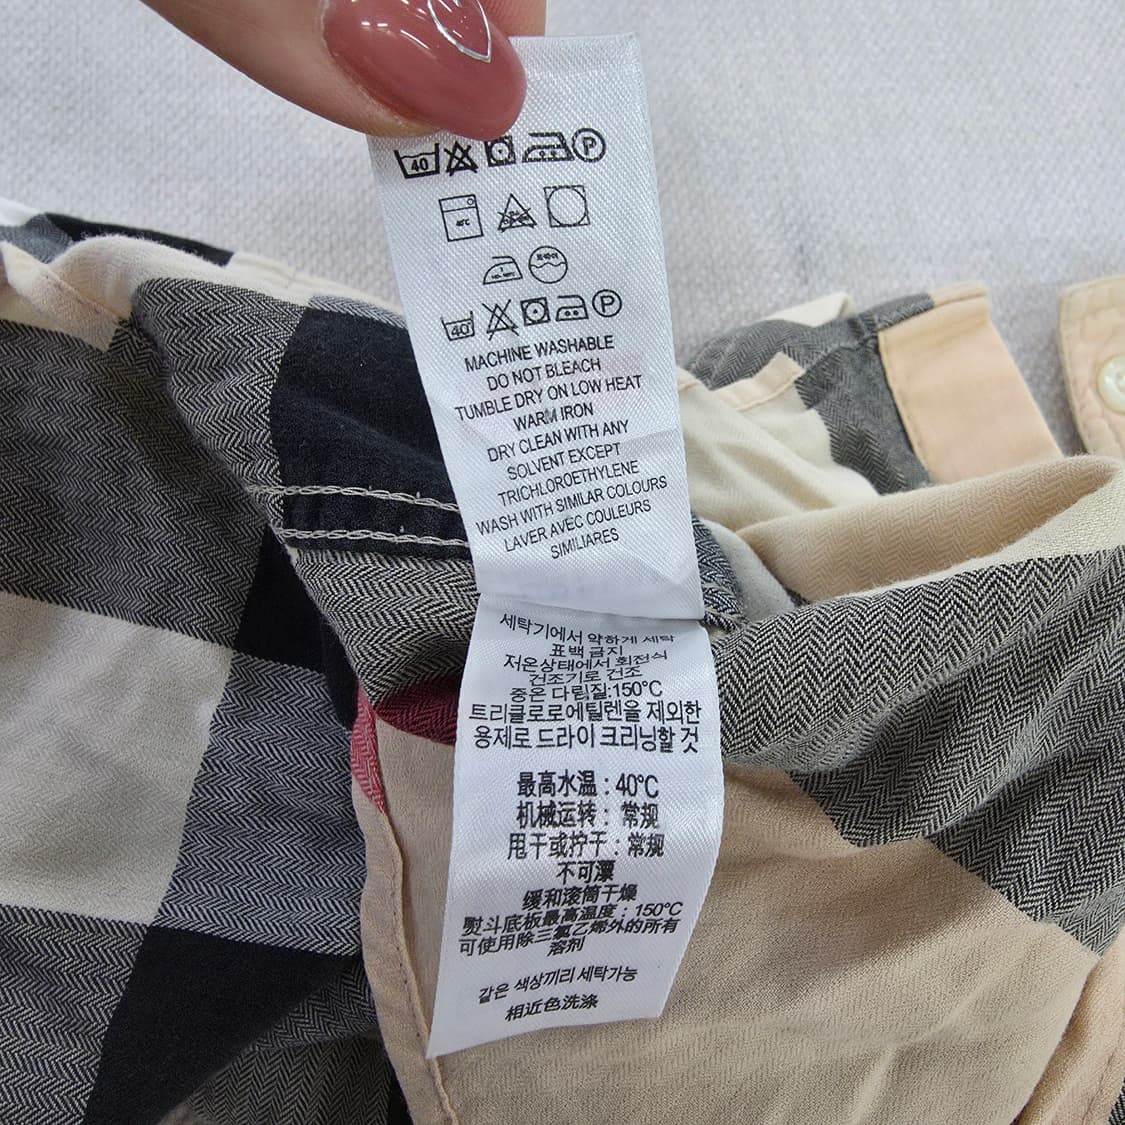 40 P
40°C
드라이
40 P
MACHINE WASHABLE
DO NOT BLEACH
TUMBLE DRY ON LOW HEAT
WARM IRON
DRY CLEAN WITH ANY
SOLVENT EXCEPT
TRICHLOROETHYLENE
WASH WITH SIMILAR COLOURS
LAVER AVEC COULEURS
SIMILIARES
세탁기에서 약하게 세탁
표백 금지
저온상태에서 회전식
건조기로 건조
중온 다림질:150°C
트리클로로에틸렌을 제외한
용제로 드라이 크리닝할 것
最高水温：40°C
机械运转：常规
甩干或拧干：常规
不可漂
缓和滚筒干燥
熨斗底板最高温度：150°C
可使用除三氯乙烯外的所有
溶剂
같은 색상끼리 세탁가능
相近色洗涤